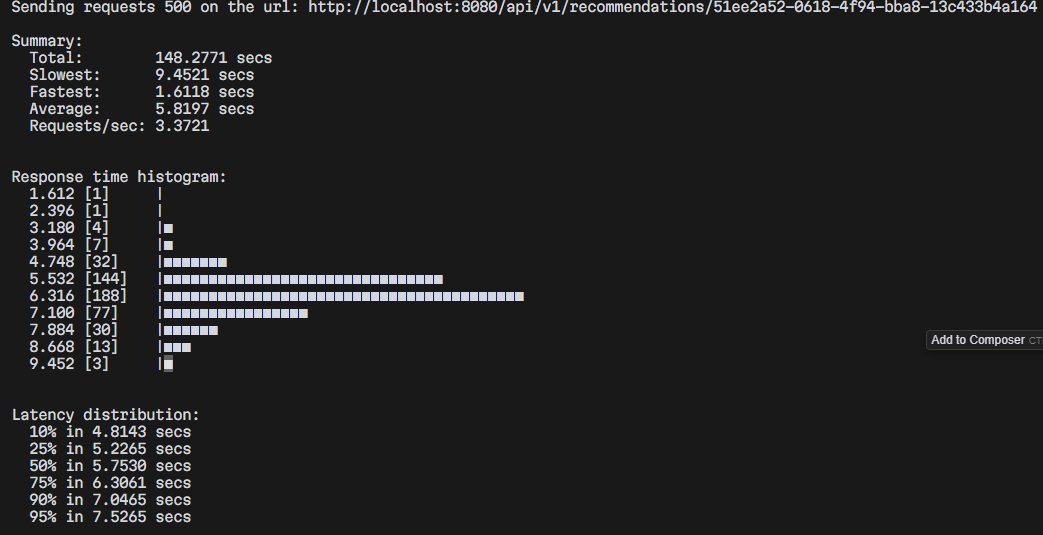 Sending requests 500 on the url: http://localhost:8080/api/v1/recommendations/51ee2a52-0618-4f94-bba8-13c433b4a164
Summary:
Total: 148.2771 secs
Slowest: 9.4521 secs
Fastest: 1.6118 secs
Average: 5.8197 secs
Requests/sec: 3.3721
Response time histogram:
1.612 [1] |
2.396 [1] |
3.180 [4] |■
3.964 [7] |■
4.748 [32] |■■■■■■■
5.532 [144] |■■■■■■■■■■■■■■■■■■■■■■■■■■■■■■■
6.316 [188] |■■■■■■■■■■■■■■■■■■■■■■■■■■■■■■■■■■■■■■■■
7.100 [77] |■■■■■■■■■■■■■■■■
7.884 [30] |■■■■■■
8.668 [13] |■■■
9.452 [3] |■
Add to Composer CT
Latency distribution:
10% in 4.8143 secs
25% in 5.2265 secs
50% in 5.7530 secs
75% in 6.3061 secs
90% in 7.0465 secs
95% in 7.5265 secs